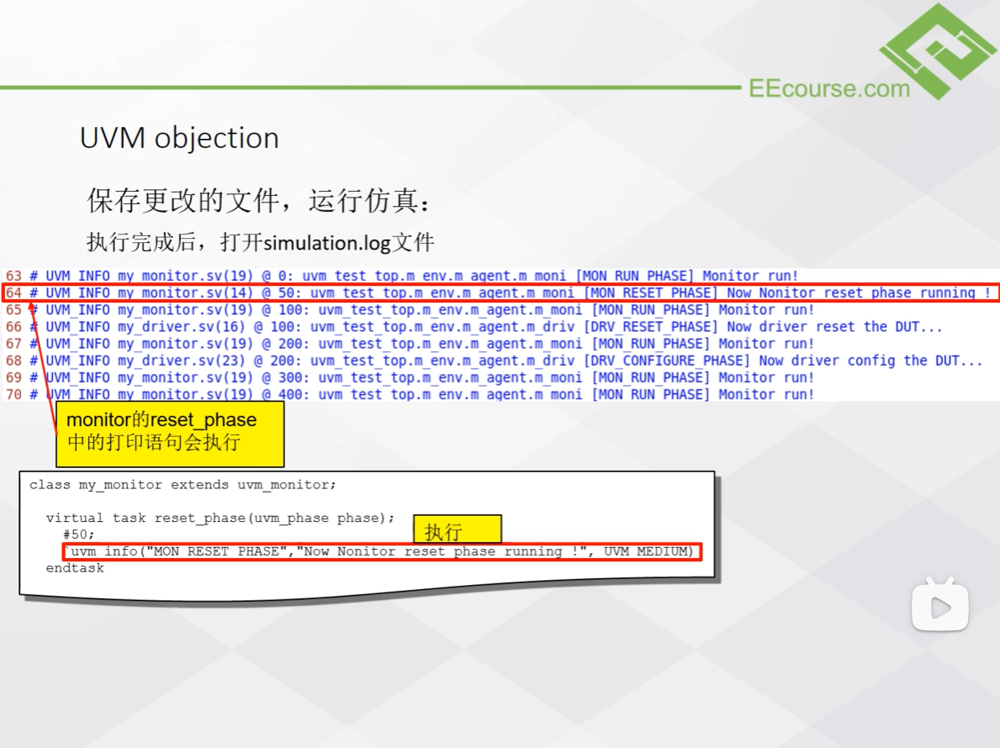 EEcourse.com
UVM objection
保存更改的文件，运行仿真：
执行完成后，打开simulation.log文件
63 # UVM_INFO my_monitor.sv(19) @ 0: uvm_test_top.m_env.m_agent.m_moni [MON_RUN_PHASE] Monitor run!
64 # UVM_INFO my_monitor.sv(14) @ 50: uvm_test_top.m_env.m_agent.m_moni [MON_RESET_PHASE] Now Nonitor reset phase running !
65 # UVM_INFO my_monitor.sv(19) @ 100: uvm_test_top.m_env.m_agent.m_moni [MON_RUN_PHASE] Monitor run!
66 # UVM_INFO my_driver.sv(16) @ 100: uvm_test_top.m_env.m_agent.m_driv [DRV_RESET_PHASE] Now driver reset the DUT...
67 # UVM_INFO my_monitor.sv(19) @ 200: uvm_test_top.m_env.m_agent.m_moni [MON_RUN_PHASE] Monitor run!
68 # UVM_INFO my_driver.sv(23) @ 200: uvm_test_top.m_env.m_agent.m_driv [DRV_CONFIGURE_PHASE] Now driver config the DUT...
69 # UVM_INFO my_monitor.sv(19) @ 300: uvm_test_top.m_env.m_agent.m_moni [MON_RUN_PHASE] Monitor run!
70 # UVM_INFO my_monitor.sv(19) @ 400: uvm_test_top.m_env.m_agent.m_moni [MON_RUN_PHASE] Monitor run!
monitor的reset_phase
中的打印语句会执行
class my_monitor extends uvm_monitor;
virtual task reset_phase(uvm_phase phase);
#50;
执行
`uvm_info("MON_RESET_PHASE","Now Nonitor reset phase running !", UVM_MEDIUM)
endtask